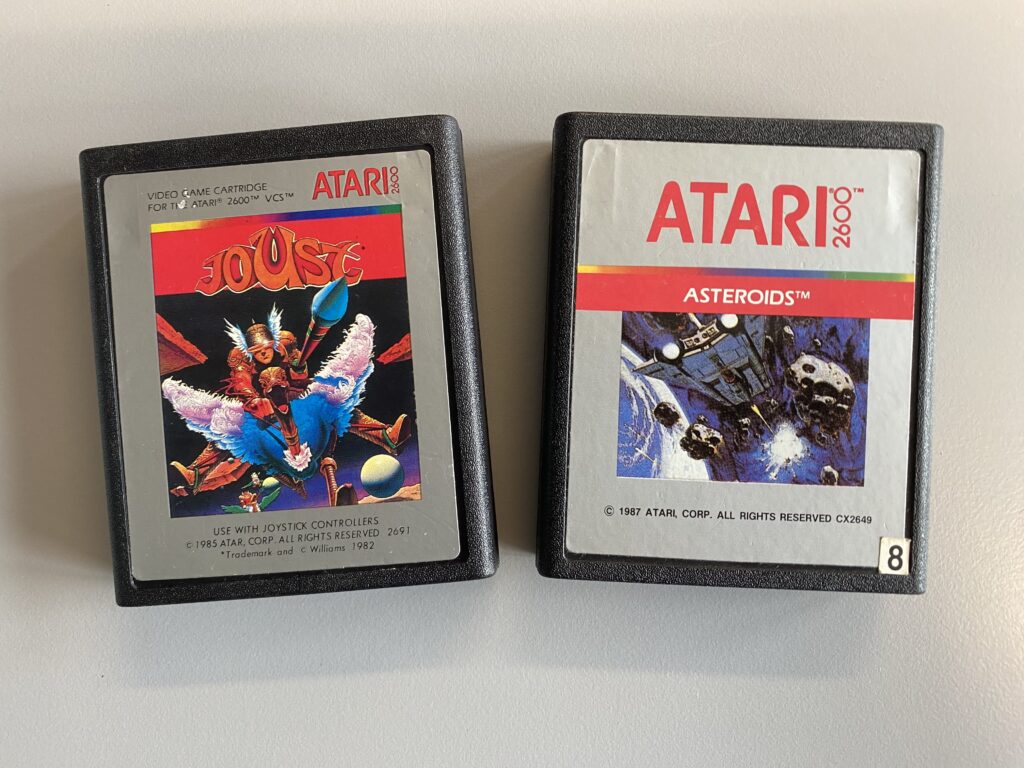 VIDEO GAME CARTRIDGE
FOR THE ATARI® 2600™ VCS™
ATARI 2600
JOUST
USE WITH JOYSTICK CONTROLLERS
© 1985 ATAR, CORP. ALL RIGHTS RESERVED 2691
*Trademark and © Williams 1982
ATARI® 2600™
ASTEROIDS™
© 1987 ATARI, CORP. ALL RIGHTS RESERVED CX2649
8